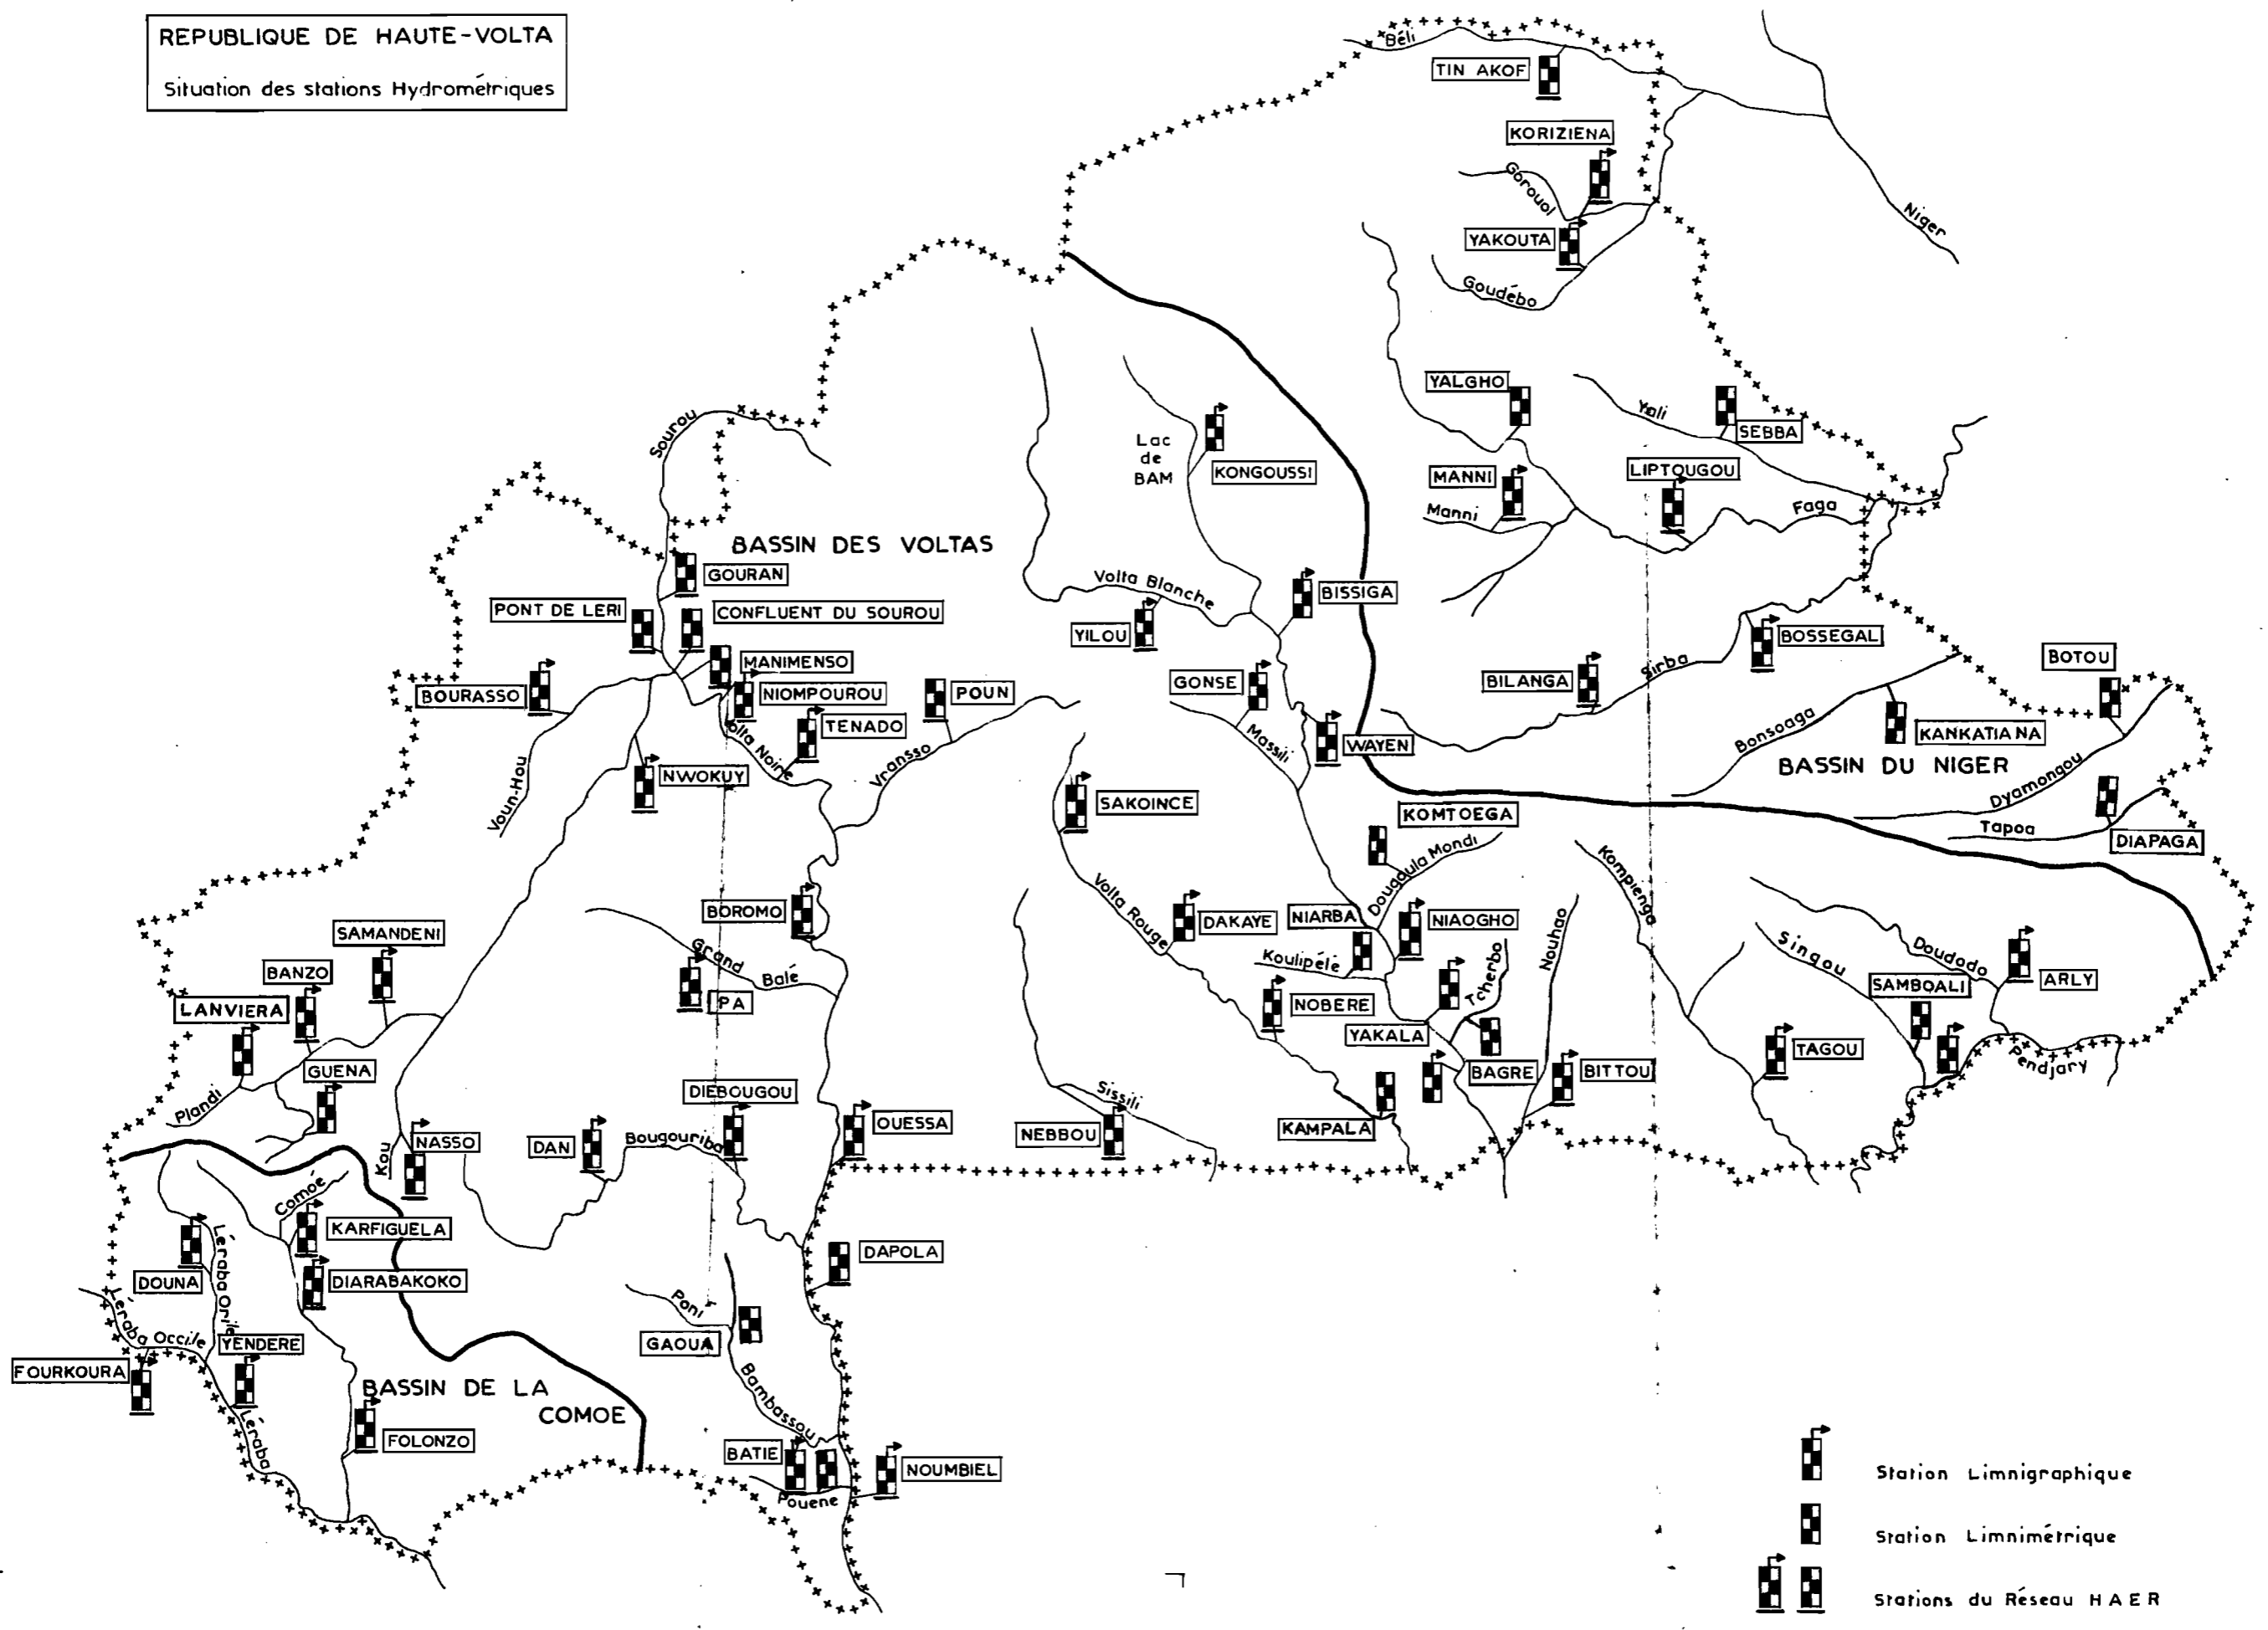 REPUBLIQUE DE HAUTE-VOLTA
Situation des stations Hydrométriques
Béli
TIN AKOF
KORIZIENA
Gorouol
Niger
YAKOUTA
Goudébo
YALGHO
Yali
SEBBA
Sourou
Lac
de
BAM
KONGOUSSI
MANNI
LIPTOUGOU
Manni
Faga
BASSIN DES VOLTAS
GOURAN
Volta Blanche
BISSIGA
PONT DE LERI
CONFLUENT DU SOUROU
YILOU
BOSSEGAL
MANIMENSO
BOTOU
BOURASSO
NIOMPOUROU
POUN
GONSE
BILANGA
Sirba
TENADO
Volta Noire
Vransso
Massili
WAYEN
Bonsoaga
KANKATIANA
NWOKUY
BASSIN DU NIGER
Voun-Hou
SAKOINCE
Dyamongou
KOMTOEGA
Tapoa
DIAPAGA
Dougoula Mondi
Kompienga
Volta Rouge
BOROMO
DAKAYE
NIARBA
NIAOGHO
SAMANDENI
Grand
Balé
Koulipélé
Tcherbo
Nouhao
Singou
Doudodo
BANZO
PA
ARLY
SAMBOALI
LANVIERA
NOBERE
YAKALA
TAGOU
Pendjary
GUENA
BAGRE
BITTOU
Plandi
DIEBOUGOU
Sissili
OUESSA
NEBBOU
KAMPALA
NASSO
Kou
DAN
Bougouriba
Comoé
KARFIGUELA
Léraba Orile
DAPOLA
DOUNA
DIARABAKOKO
Poni
Léraba Occile
YENDERE
GAOUA
FOURKOURA
BASSIN DE LA
COMOE
Bambassou
Léraba
FOLONZO
BATIE
NOUMBIEL
Pouene
Station Limnigraphique
Station Limnimétrique
Stations du Réseau HAER